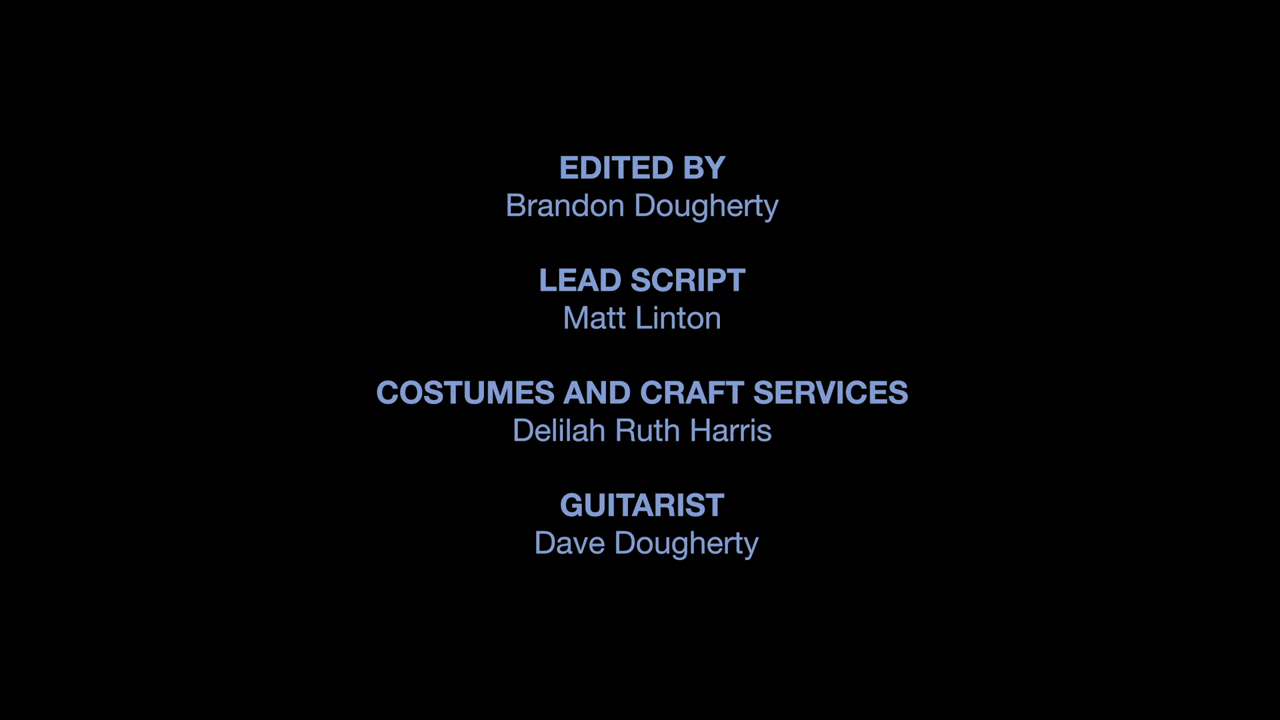 EDITED BY
Brandon Dougherty
LEAD SCRIPT
Matt Linton
COSTUMES AND CRAFT SERVICES
Delilah Ruth Harris
GUITARIST
Dave Dougherty